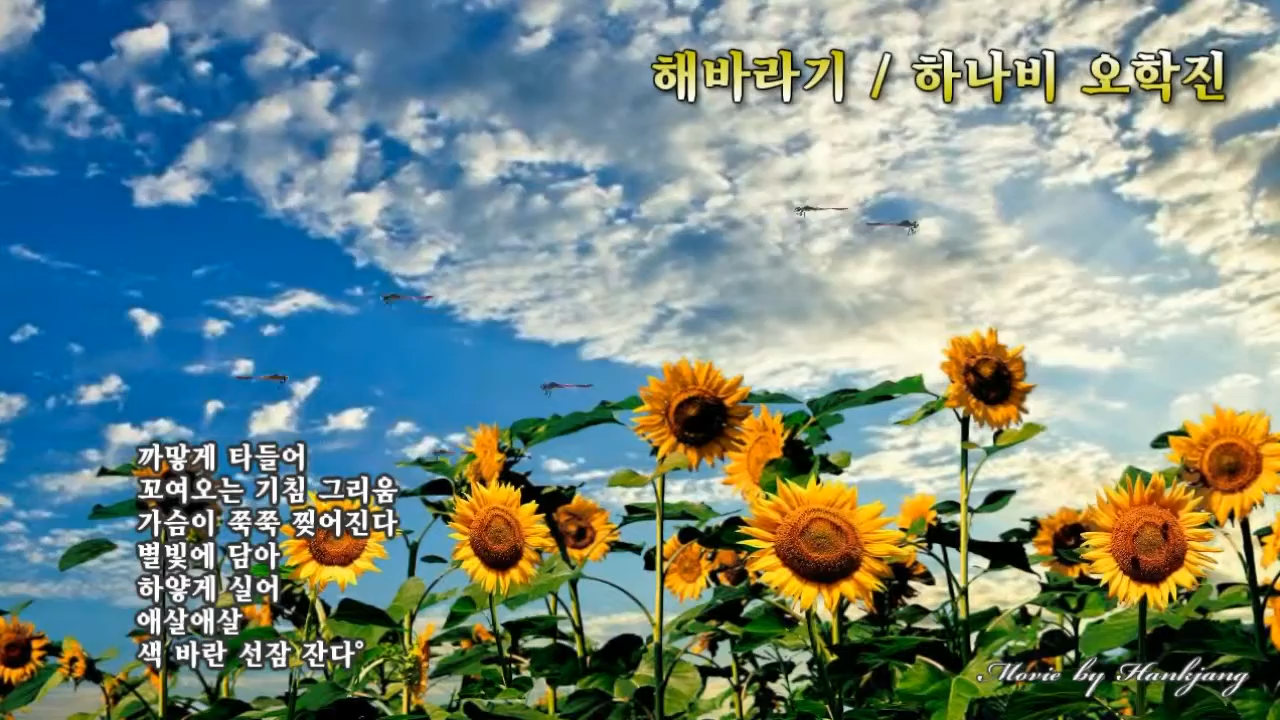 해바라기 / 하나비 오학진
까맣게 타들어
꼬여오는 기침 그리움
가슴이 쭉쭉 찢어진다
별빛에 담아
하얗게 실어
애살애살
색 바란 선잠 잔다°
Movie by Hankjang